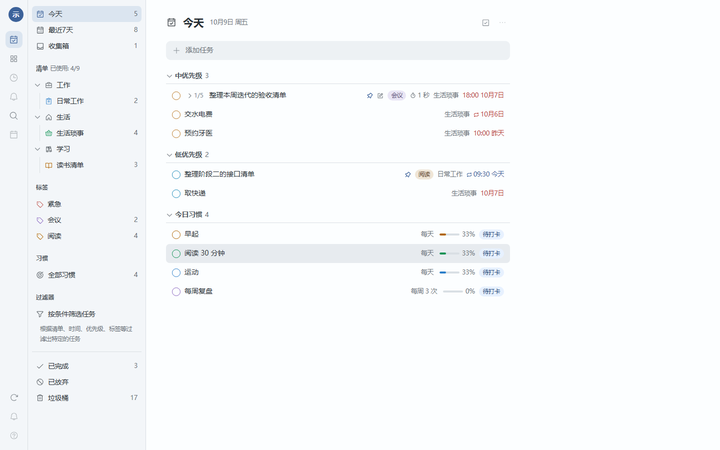 示
今天 5
最近7天 8
收集箱 1
清单 已使用: 4/9
工作
日常工作 2
生活
生活琐事 4
学习
读书清单 3
标签
紧急
会议 2
阅读 4
习惯
全部习惯 4
过滤器
按条件筛选任务
根据清单、时间、优先级、标签等过
滤出特定的任务
已完成 3
已放弃
垃圾桶 17
今天 10月9日 周五
添加任务
中优先级 3
1/5 整理本周迭代的验收清单 会议 1 秒 生活琐事 18:00 10月7日
交水电费 生活琐事 10月6日
预约牙医 生活琐事 10:00 昨天
低优先级 2
整理阶段二的接口清单 阅读 日常工作 09:30 今天
取快递 生活琐事 10月7日
今日习惯 4
早起 每天 33% 待打卡
阅读 30 分钟 每天 33% 待打卡
运动 每天 33% 待打卡
每周复盘 每周 3 次 0% 待打卡